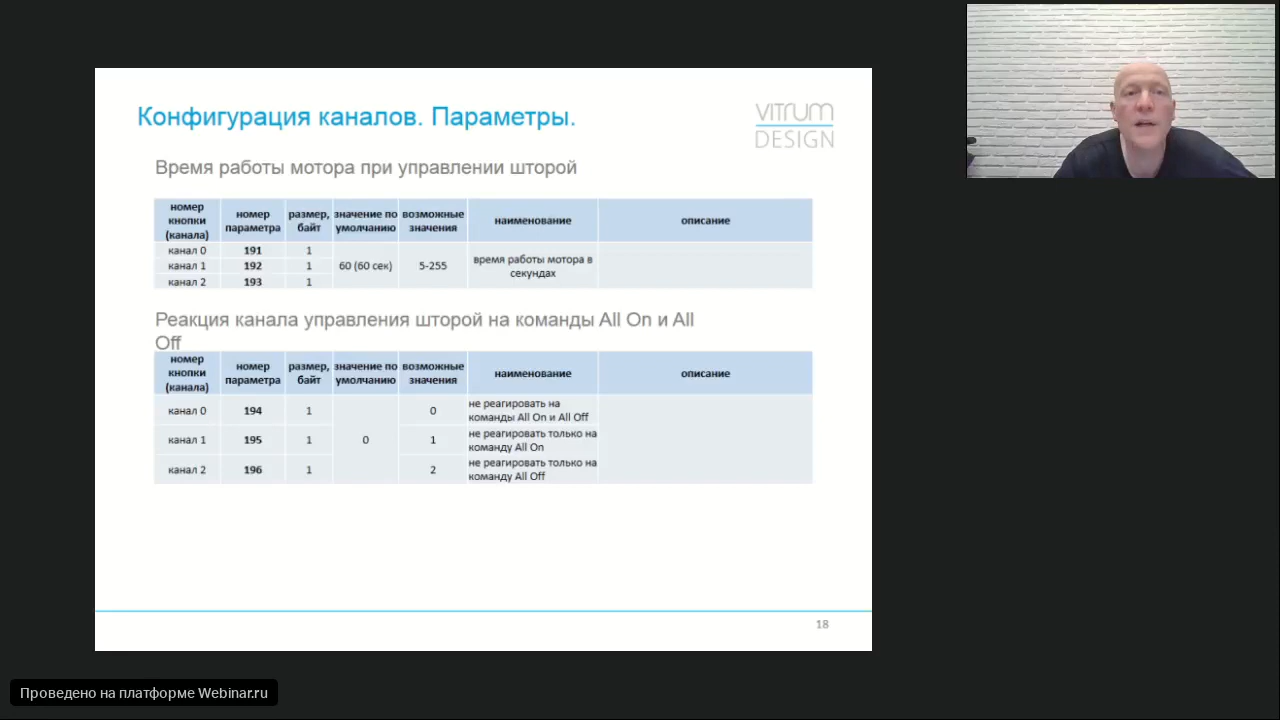 Конфигурация каналов. Параметры.
VITRUM
DESIGN
Время работы мотора при управлении шторой
номер кнопки (канала) номер параметра размер, байт значение по умолчанию возможные значения наименование описание
канал 0 191 1
канал 1 192 1 60 (60 сек) 5-255 время работы мотора в секундах
канал 2 193 1
Реакция канала управления шторой на команды All On и All
Off
номер кнопки (канала) номер параметра размер, байт значение по умолчанию возможные значения наименование описание
канал 0 194 1 0 не реагировать на команды All On и All Off
канал 1 195 1 0 1 не реагировать только на команду All On
канал 2 196 1 2 не реагировать только на команду All Off
18
Проведено на платформе Webinar.ru